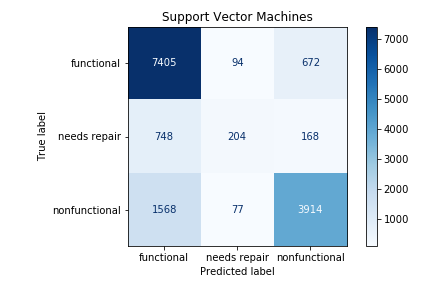 Support Vector Machines
True label
functional
7405 94 672
needs repair
748 204 168
nonfunctional
1568 77 3914
functional needs repair nonfunctional
Predicted label
7000
6000
5000
4000
3000
2000
1000